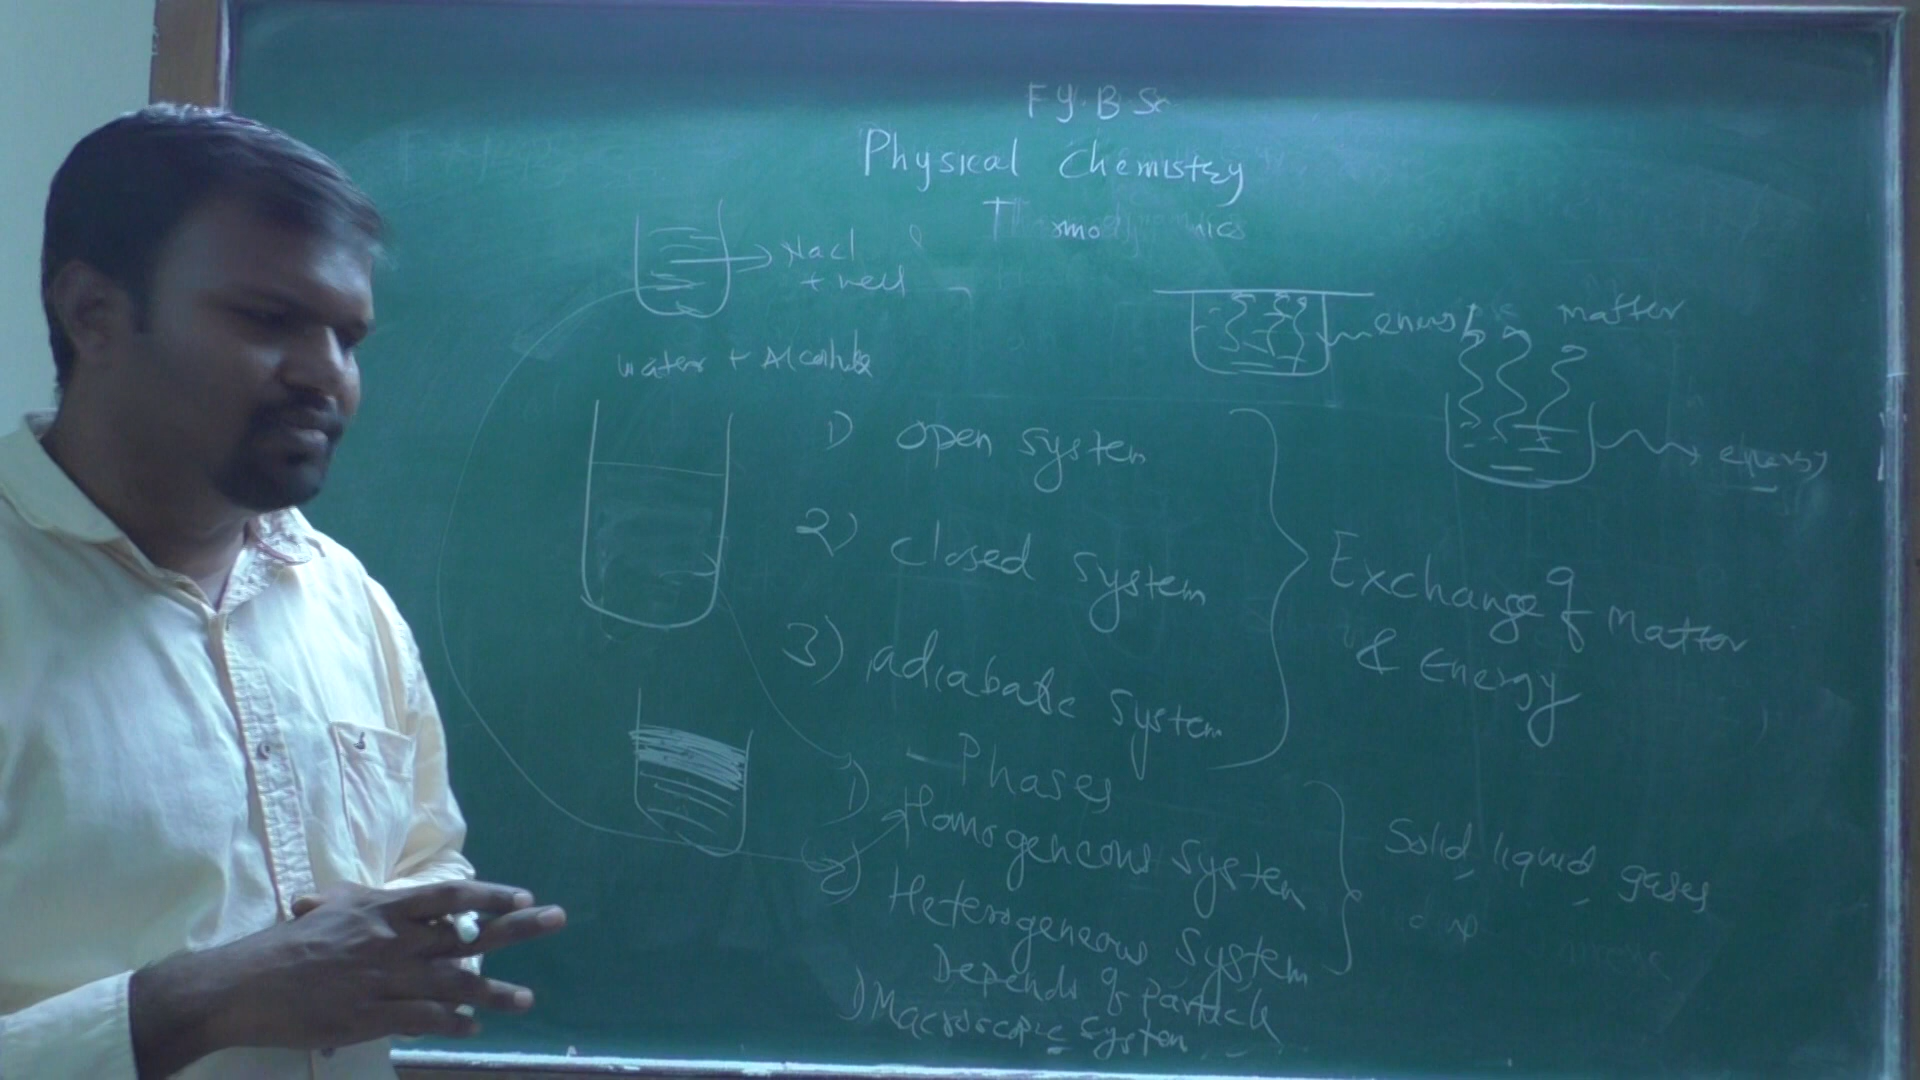 F.Y.B.Sc
Physical Chemistry
Thermodynamics
Nacl
+
water + Alcohole
energy
matter
energy
1) open system
2) closed system
3) adiabatic system
Exchange of matter
& Energy
- Phases
1) Homogeneous system
2) Heterogeneous system
Solid liquid gases
Depends of particle
1) Macroscopic system